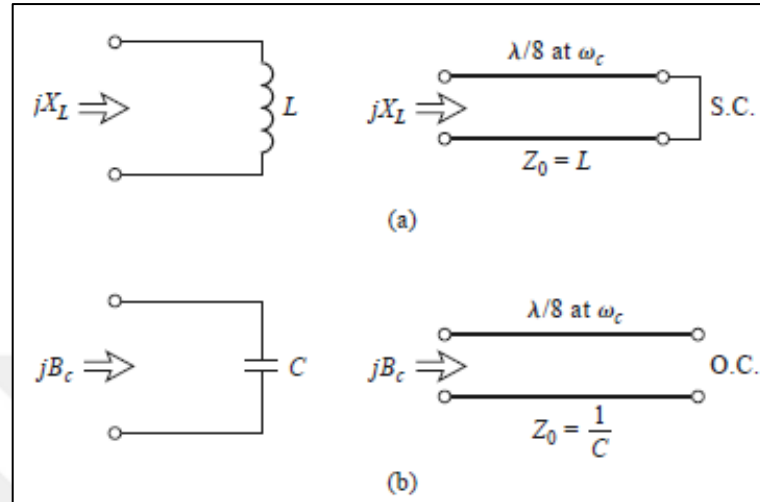 λ/8 at ω_c
jX_L L jX_L S.C.
Z_0 = L
(a)
λ/8 at ω_c
jB_c C jB_c O.C.
Z_0 = 1/C
(b)